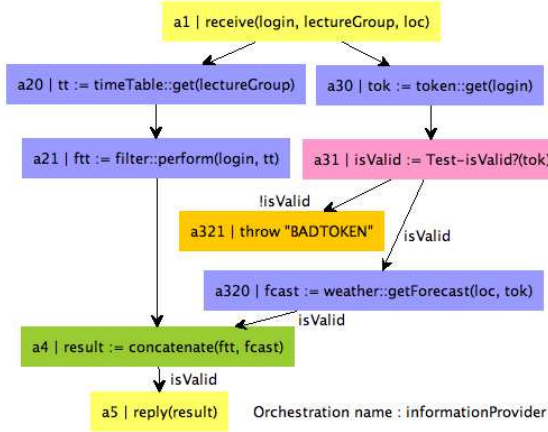 a1 | receive(login, lectureGroup, loc)
a20 | tt := timeTable::get(lectureGroup)
a30 | tok := token::get(login)
a21 | ftt := filter::perform(login, tt)
a31 | isValid := Test-isValid?(tok)
!isValid
a321 | throw "BADTOKEN"
isValid
a320 | fcast := weather::getForecast(loc, tok)
isValid
a4 | result := concatenate(ftt, fcast)
isValid
a5 | reply(result)
Orchestration name : informationProvider